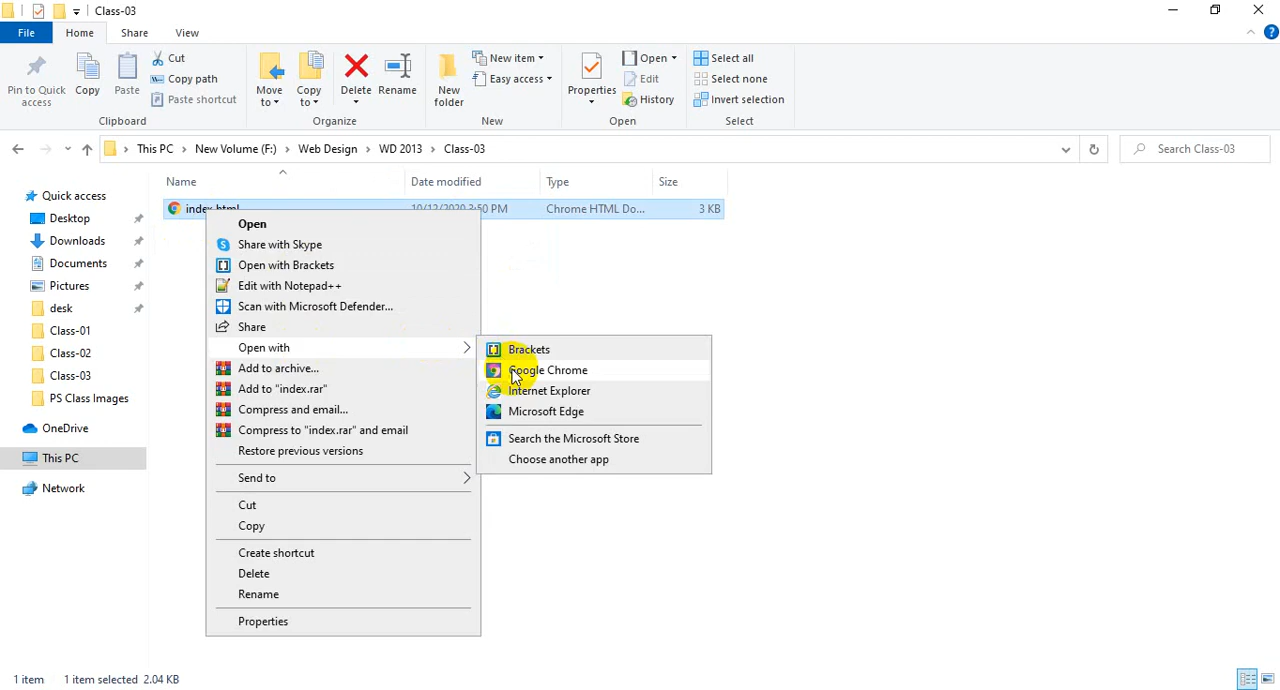 Class-03
File Home Share View
Pin to Quick access
Copy
Paste
Cut
Copy path
Paste shortcut
Clipboard
Move to
Copy to
Delete
Rename
Organize
New folder
New item
Easy access
New
Properties
Open
Edit
History
Open
Select all
Select none
Invert selection
Select
This PC > New Volume (F:) > Web Design > WD 2013 > Class-03
Search Class-03
Name Date modified Type Size
index.html 10/12/2020 3:50 PM Chrome HTML Do... 3 KB
Quick access
Desktop
Downloads
Documents
Pictures
desk
Class-01
Class-02
Class-03
PS Class Images
OneDrive
This PC
Network
Open
Share with Skype
Open with Brackets
Edit with Notepad++
Scan with Microsoft Defender...
Share
Open with
Add to archive...
Add to "index.rar"
Compress and email...
Compress to "index.rar" and email
Restore previous versions
Send to
Cut
Copy
Create shortcut
Delete
Rename
Properties
Brackets
Google Chrome
Internet Explorer
Microsoft Edge
Search the Microsoft Store
Choose another app
1 item 1 item selected 2.04 KB